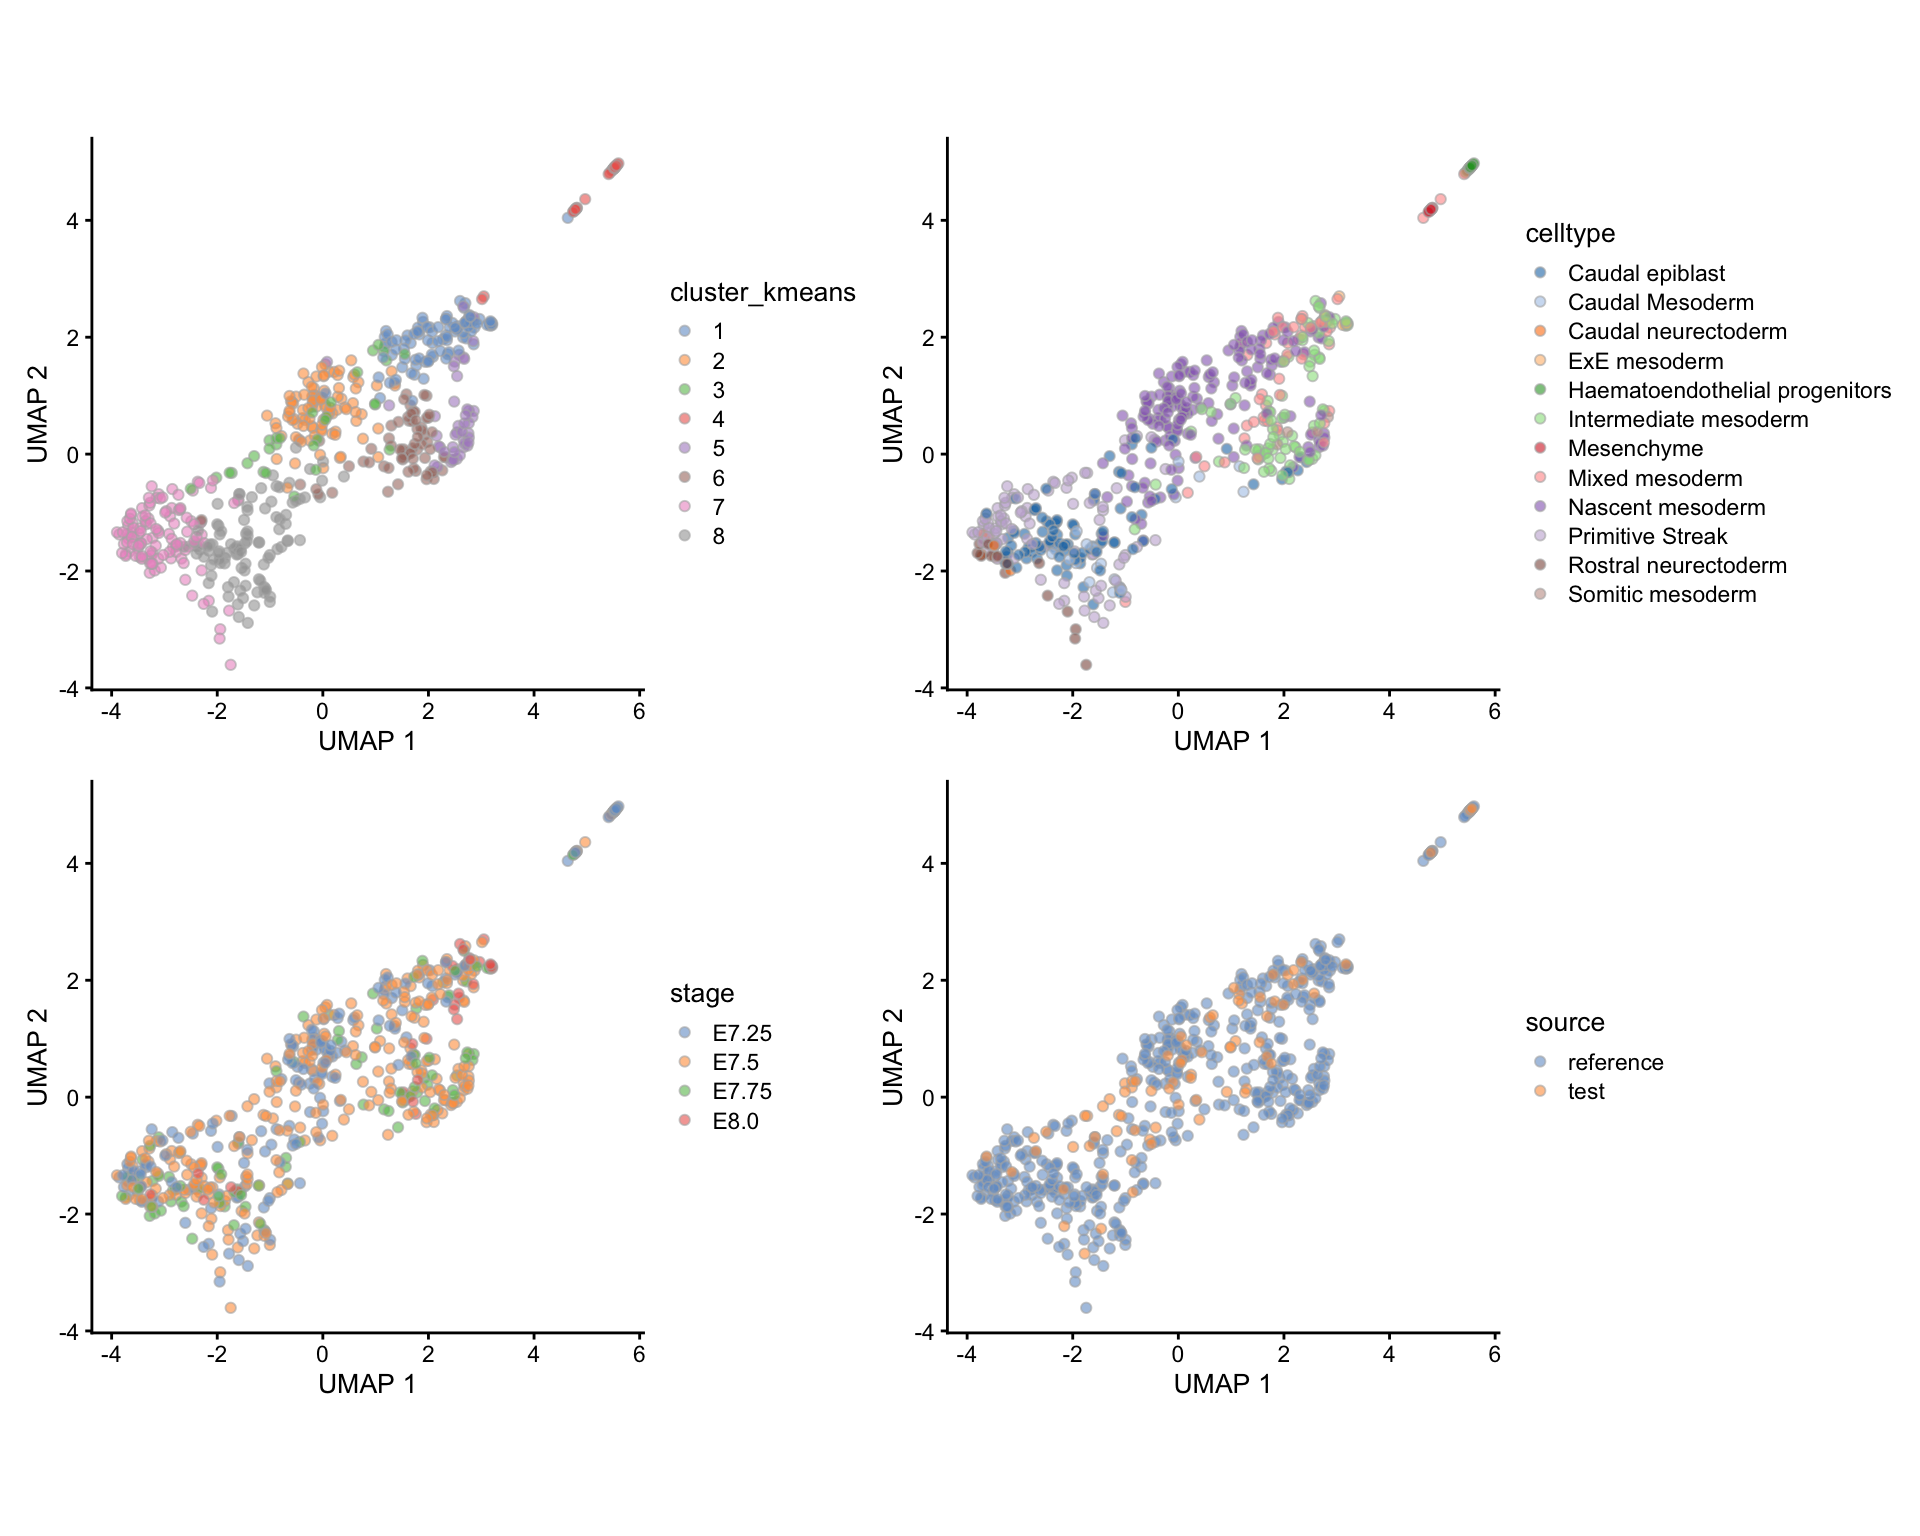 UMAP 2
4
2
0
-2
-4
-4 -2 0 2 4 6
UMAP 1
cluster_kmeans
1
2
3
4
5
6
7
8
UMAP 2
4
2
0
-2
-4
-4 -2 0 2 4 6
UMAP 1
celltype
Caudal epiblast
Caudal Mesoderm
Caudal neurectoderm
ExE mesoderm
Haematoendothelial progenitors
Intermediate mesoderm
Mesenchyme
Mixed mesoderm
Nascent mesoderm
Primitive Streak
Rostral neurectoderm
Somitic mesoderm
UMAP 2
4
2
0
-2
-4
-4 -2 0 2 4 6
UMAP 1
stage
E7.25
E7.5
E7.75
E8.0
UMAP 2
4
2
0
-2
-4
-4 -2 0 2 4 6
UMAP 1
source
reference
test